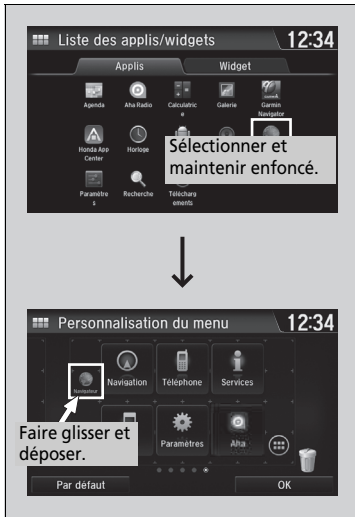 Liste des applis/widgets 12:34
Applis Widget
Agenda Aha Radio Calculatric
e Galerie Garmin
Navigator
Honda App
Center Horloge
Sélectionner et
maintenir enfoncé.
Paramètre
s Recherche Télécharg
ements
Personnalisation du menu 12:34
Navigateur Navigation Téléphone Services
Faire glisser et
déposer.
Paramètres Aha
Par défaut OK